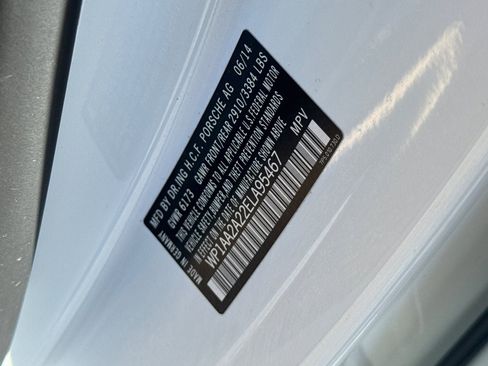 MFD BY DR.ING H.C.F. PORSCHE AG 06/14
GVWR 6173 GAWR FRONT/REAR 2910/3384 LBS
THIS VEHICLE CONFORMS TO ALL APPLICABLE U.S FEDERAL MOTOR
VEHICLE SAFETY, BUMPER, AND THEFT PREVENTION STANDARDS IN
EFFECT ON THE DATE OF MANUFACTURE SHOWN ABOVE
WP1AA2A22ELA95467 MPV
MADE IN GERMANY